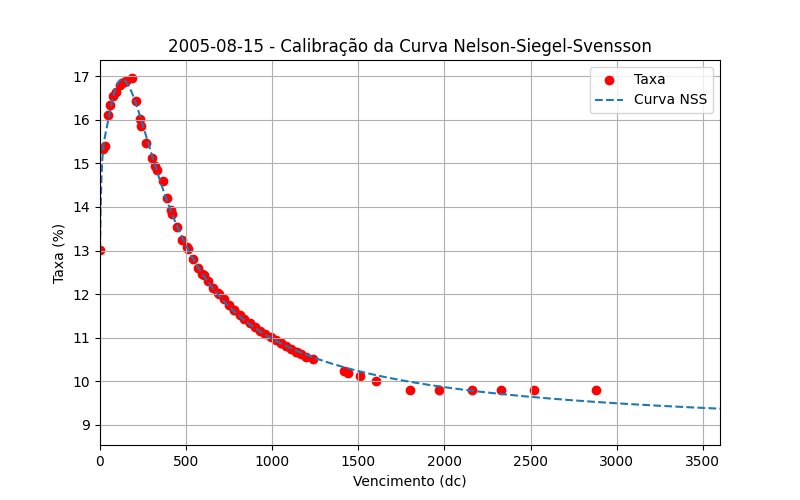 2005-08-15 - Calibração da Curva Nelson-Siegel-Svensson
Taxa
Curva NSS
17
16
15
14
13
12
11
10
9
Taxa (%)
0 500 1000 1500 2000 2500 3000 3500
Vencimento (dc)